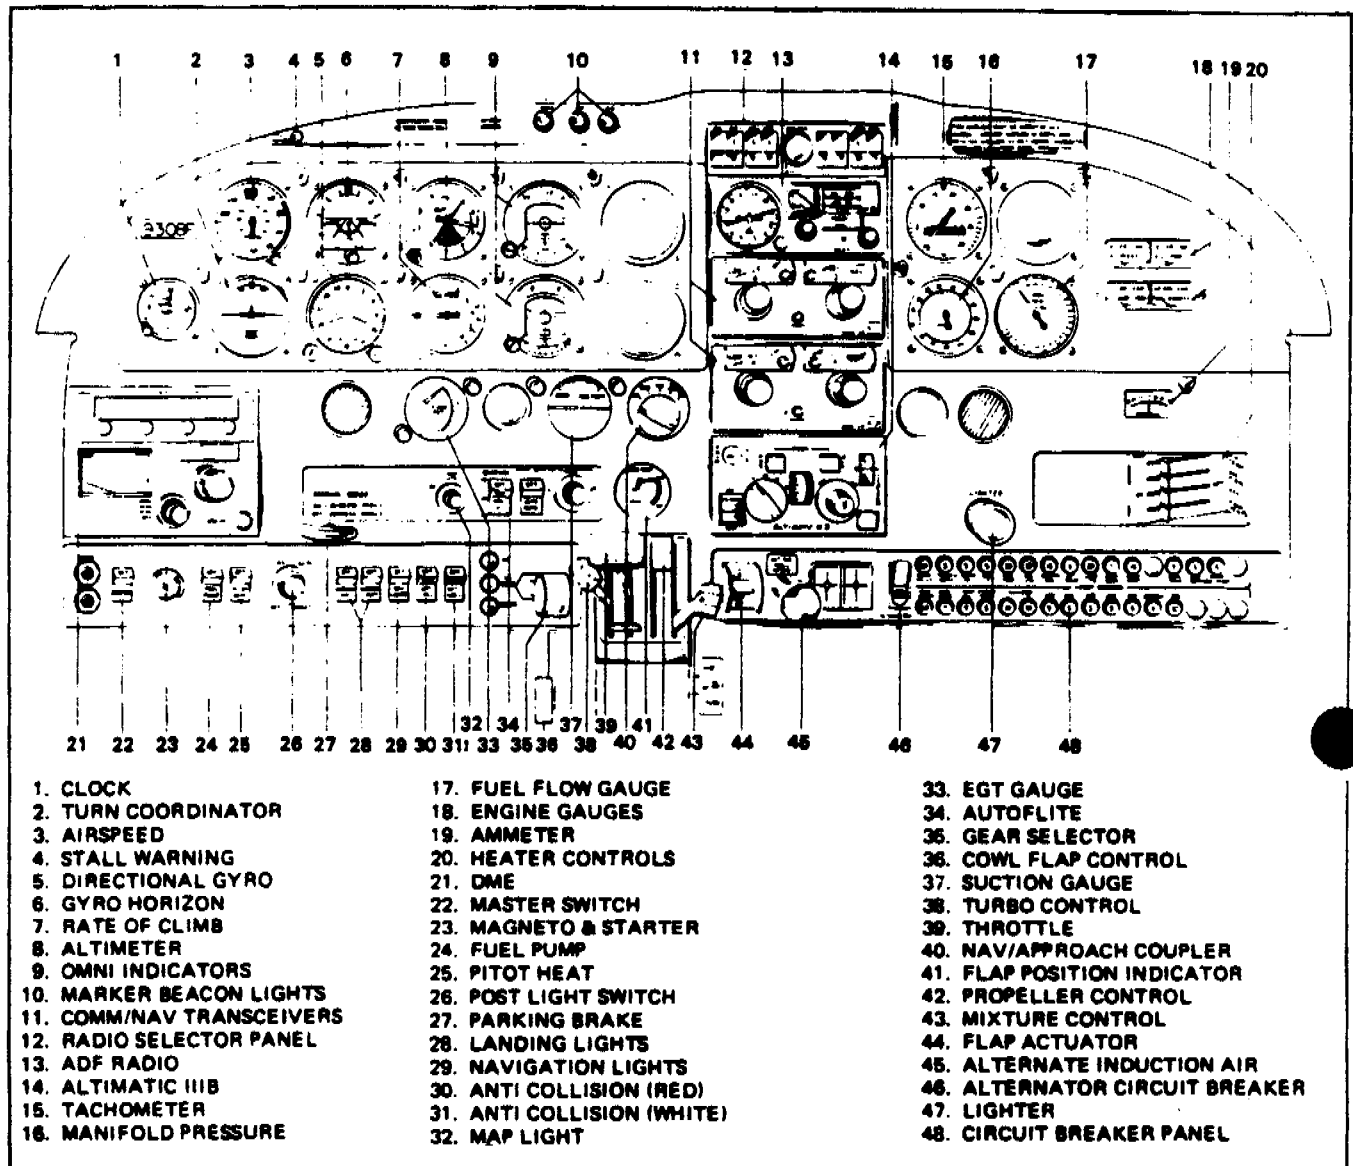 1 2 3 4 5 6 7 8 9 10 11 12 13 14 15 16 17 18 19 20
21 22 23 24 25 26 27 28 29 30 31 32 33 34 35 36 37 38 39 40 41 42 43 44 45 46 47 48
1. CLOCK
2. TURN COORDINATOR
3. AIRSPEED
4. STALL WARNING
5. DIRECTIONAL GYRO
6. GYRO HORIZON
7. RATE OF CLIMB
8. ALTIMETER
9. OMNI INDICATORS
10. MARKER BEACON LIGHTS
11. COMM/NAV TRANSCEIVERS
12. RADIO SELECTOR PANEL
13. ADF RADIO
14. ALTIMATIC IIIB
15. TACHOMETER
16. MANIFOLD PRESSURE
17. FUEL FLOW GAUGE
18. ENGINE GAUGES
19. AMMETER
20. HEATER CONTROLS
21. DME
22. MASTER SWITCH
23. MAGNETO & STARTER
24. FUEL PUMP
25. PITOT HEAT
26. POST LIGHT SWITCH
27. PARKING BRAKE
28. LANDING LIGHTS
29. NAVIGATION LIGHTS
30. ANTI COLLISION (RED)
31. ANTI COLLISION (WHITE)
32. MAP LIGHT
33. EGT GAUGE
34. AUTOFLITE
35. GEAR SELECTOR
36. COWL FLAP CONTROL
37. SUCTION GAUGE
38. TURBO CONTROL
39. THROTTLE
40. NAV/APPROACH COUPLER
41. FLAP POSITION INDICATOR
42. PROPELLER CONTROL
43. MIXTURE CONTROL
44. FLAP ACTUATOR
45. ALTERNATE INDUCTION AIR
46. ALTERNATOR CIRCUIT BREAKER
47. LIGHTER
48. CIRCUIT BREAKER PANEL